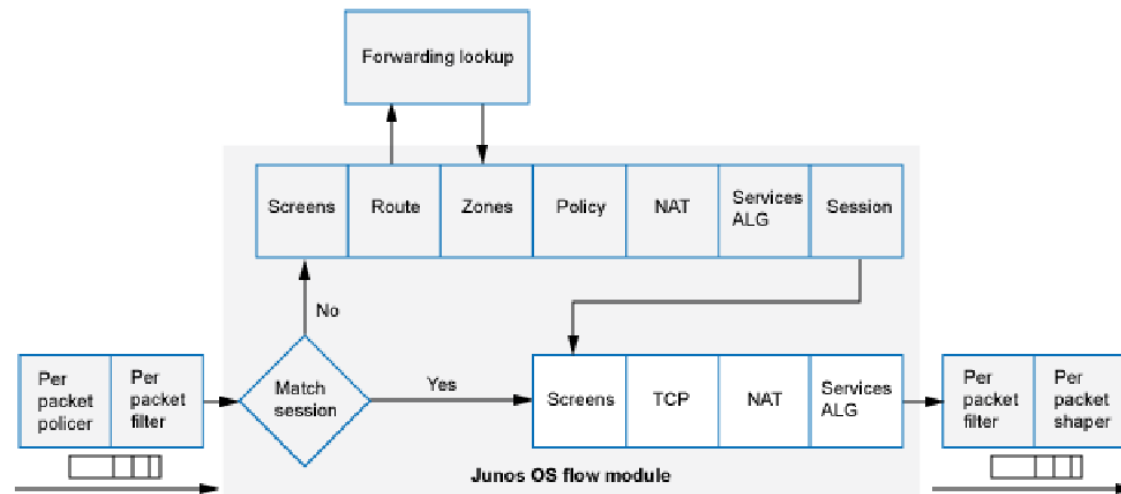 Forwarding lookup
Screens
Route
Zones
Policy
NAT
Services
ALG
Session
No
Per
packet
policer
Per
packet
filter
Match
session
Yes
Screens
TCP
NAT
Services
ALG
Per
packet
filter
Per
packet
shaper
Junos OS flow module